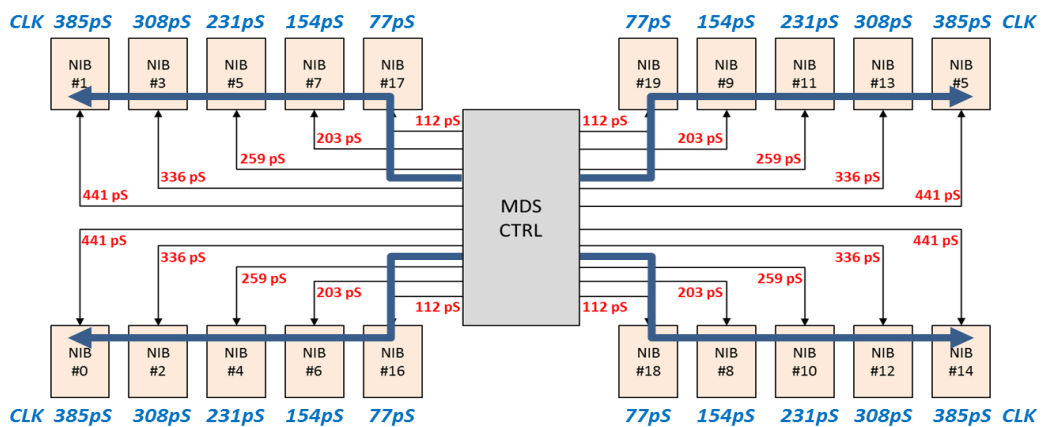 CLK 385pS 308pS 231pS 154pS 77pS 77pS 154pS 231pS 308pS 385pS CLK
NIB #1
NIB #3
NIB #5
NIB #7
NIB #17
NIB #19
NIB #9
NIB #11
NIB #13
NIB #5
112 pS 112 pS
203 pS 203 pS
259 pS 259 pS
336 pS 336 pS
441 pS 441 pS
MDS
CTRL
441 pS 441 pS
336 pS 336 pS
259 pS 259 pS
203 pS 203 pS
112 pS 112 pS
NIB #0
NIB #2
NIB #4
NIB #6
NIB #16
NIB #18
NIB #8
NIB #10
NIB #12
NIB #14
CLK 385pS 308pS 231pS 154pS 77pS 77pS 154pS 231pS 308pS 385pS CLK